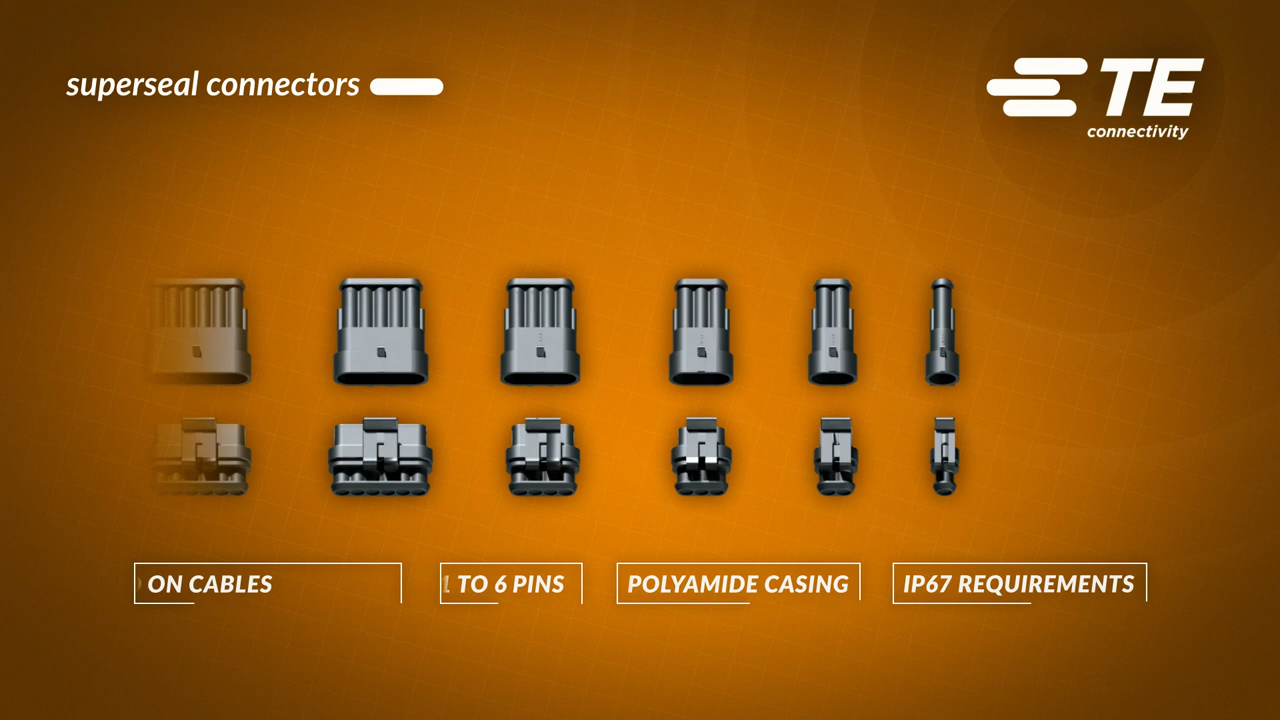 superseal connectors
TE
connectivity
ON CABLES
TO 6 PINS
POLYAMIDE CASING
IP67 REQUIREMENTS